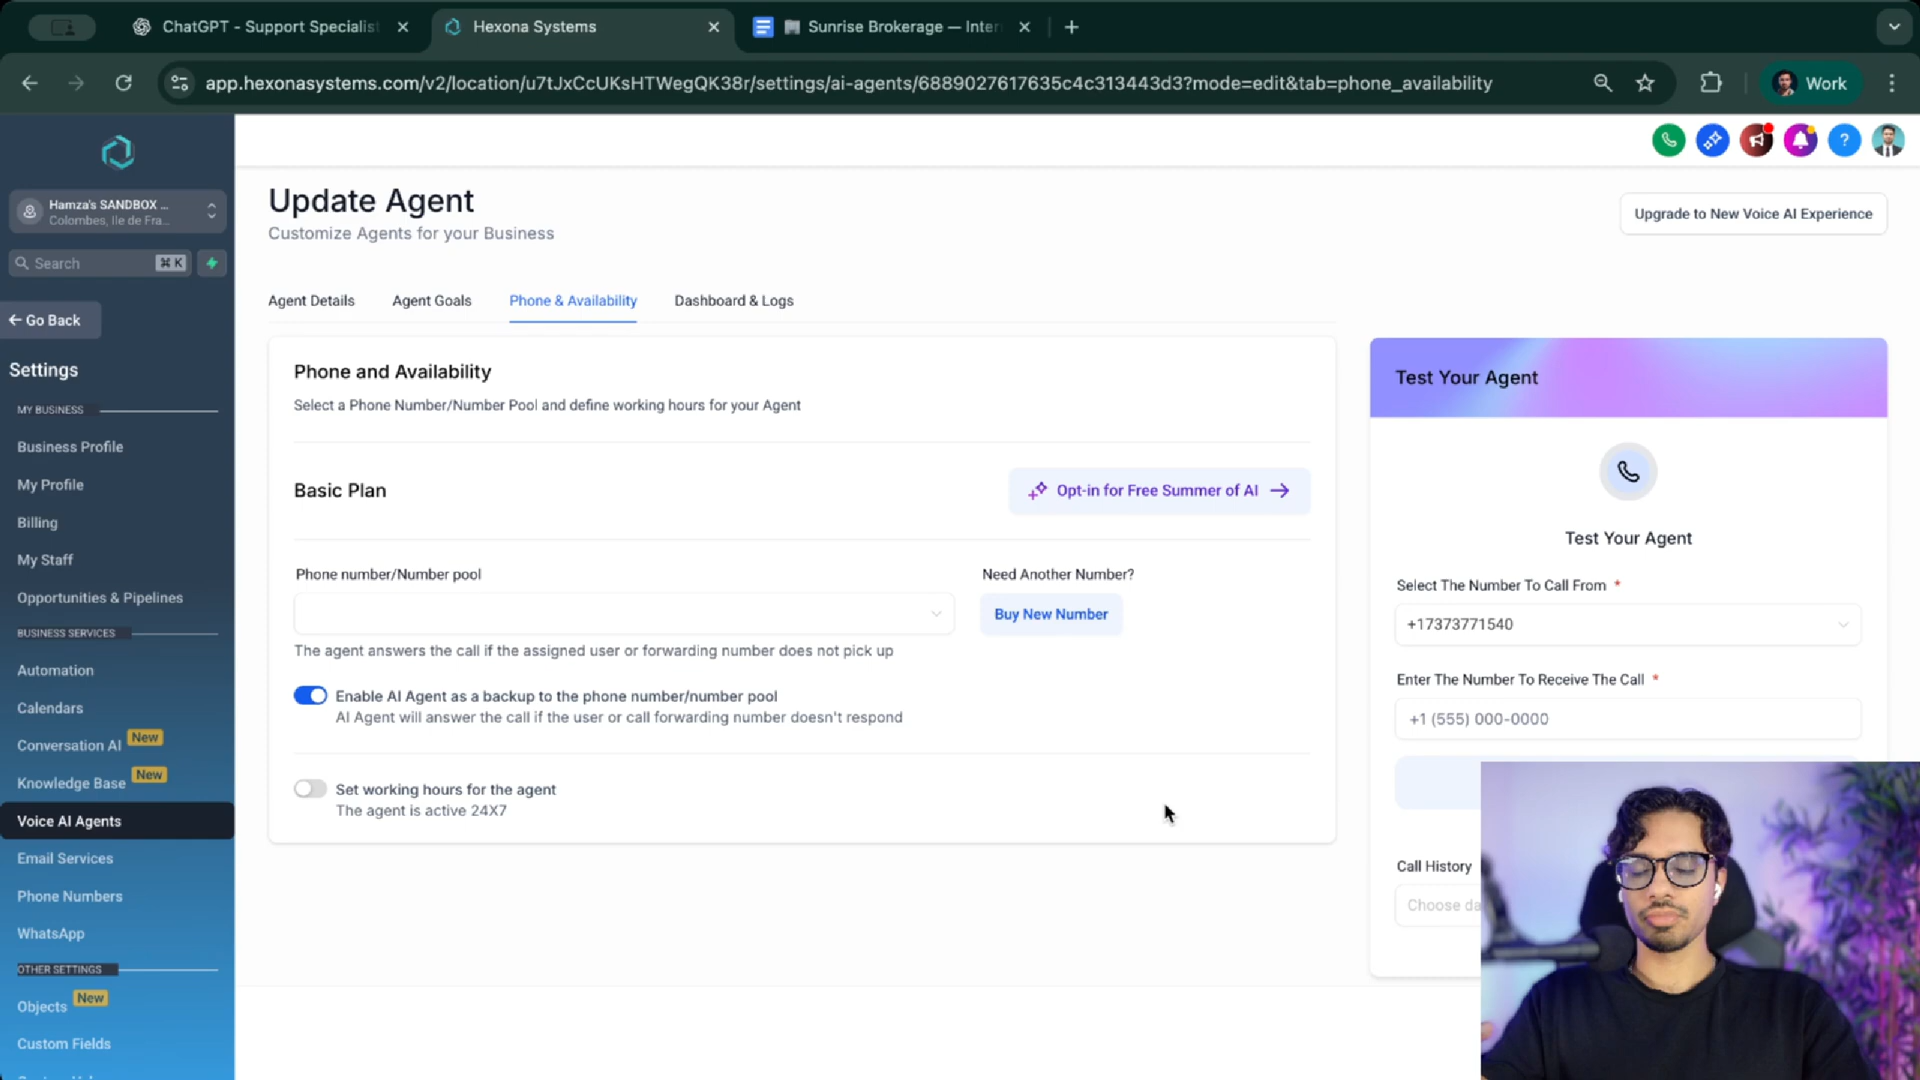 ChatGPT - Support Specialist
Hexona Systems
Sunrise Brokerage — Inter
app.hexonasystems.com/v2/location/u7tJxCcUKsHTWegQK38r/settings/ai-agents/6889027617635c4c313443d3?mode=edit&tab=phone_availability
Work
Hamza's SANDBOX ...
Colombes, Ile de Fra...
Search
⌘ K
Go Back
Settings
MY BUSINESS
Business Profile
My Profile
Billing
My Staff
Opportunities & Pipelines
BUSINESS SERVICES
Automation
Calendars
Conversation AI New
Knowledge Base New
Voice AI Agents
Email Services
Phone Numbers
WhatsApp
OTHER SETTINGS
Objects New
Custom Fields
Update Agent
Customize Agents for your Business
Upgrade to New Voice AI Experience
Agent Details
Agent Goals
Phone & Availability
Dashboard & Logs
Phone and Availability
Select a Phone Number/Number Pool and define working hours for your Agent
Basic Plan
Opt-in for Free Summer of AI
Phone number/Number pool
Need Another Number?
Buy New Number
The agent answers the call if the assigned user or forwarding number does not pick up
Enable AI Agent as a backup to the phone number/number pool
AI Agent will answer the call if the user or call forwarding number doesn't respond
Set working hours for the agent
The agent is active 24X7
Test Your Agent
Test Your Agent
Select The Number To Call From *
+17373771540
Enter The Number To Receive The Call *
+1 (555) 000-0000
Call History
Choose da